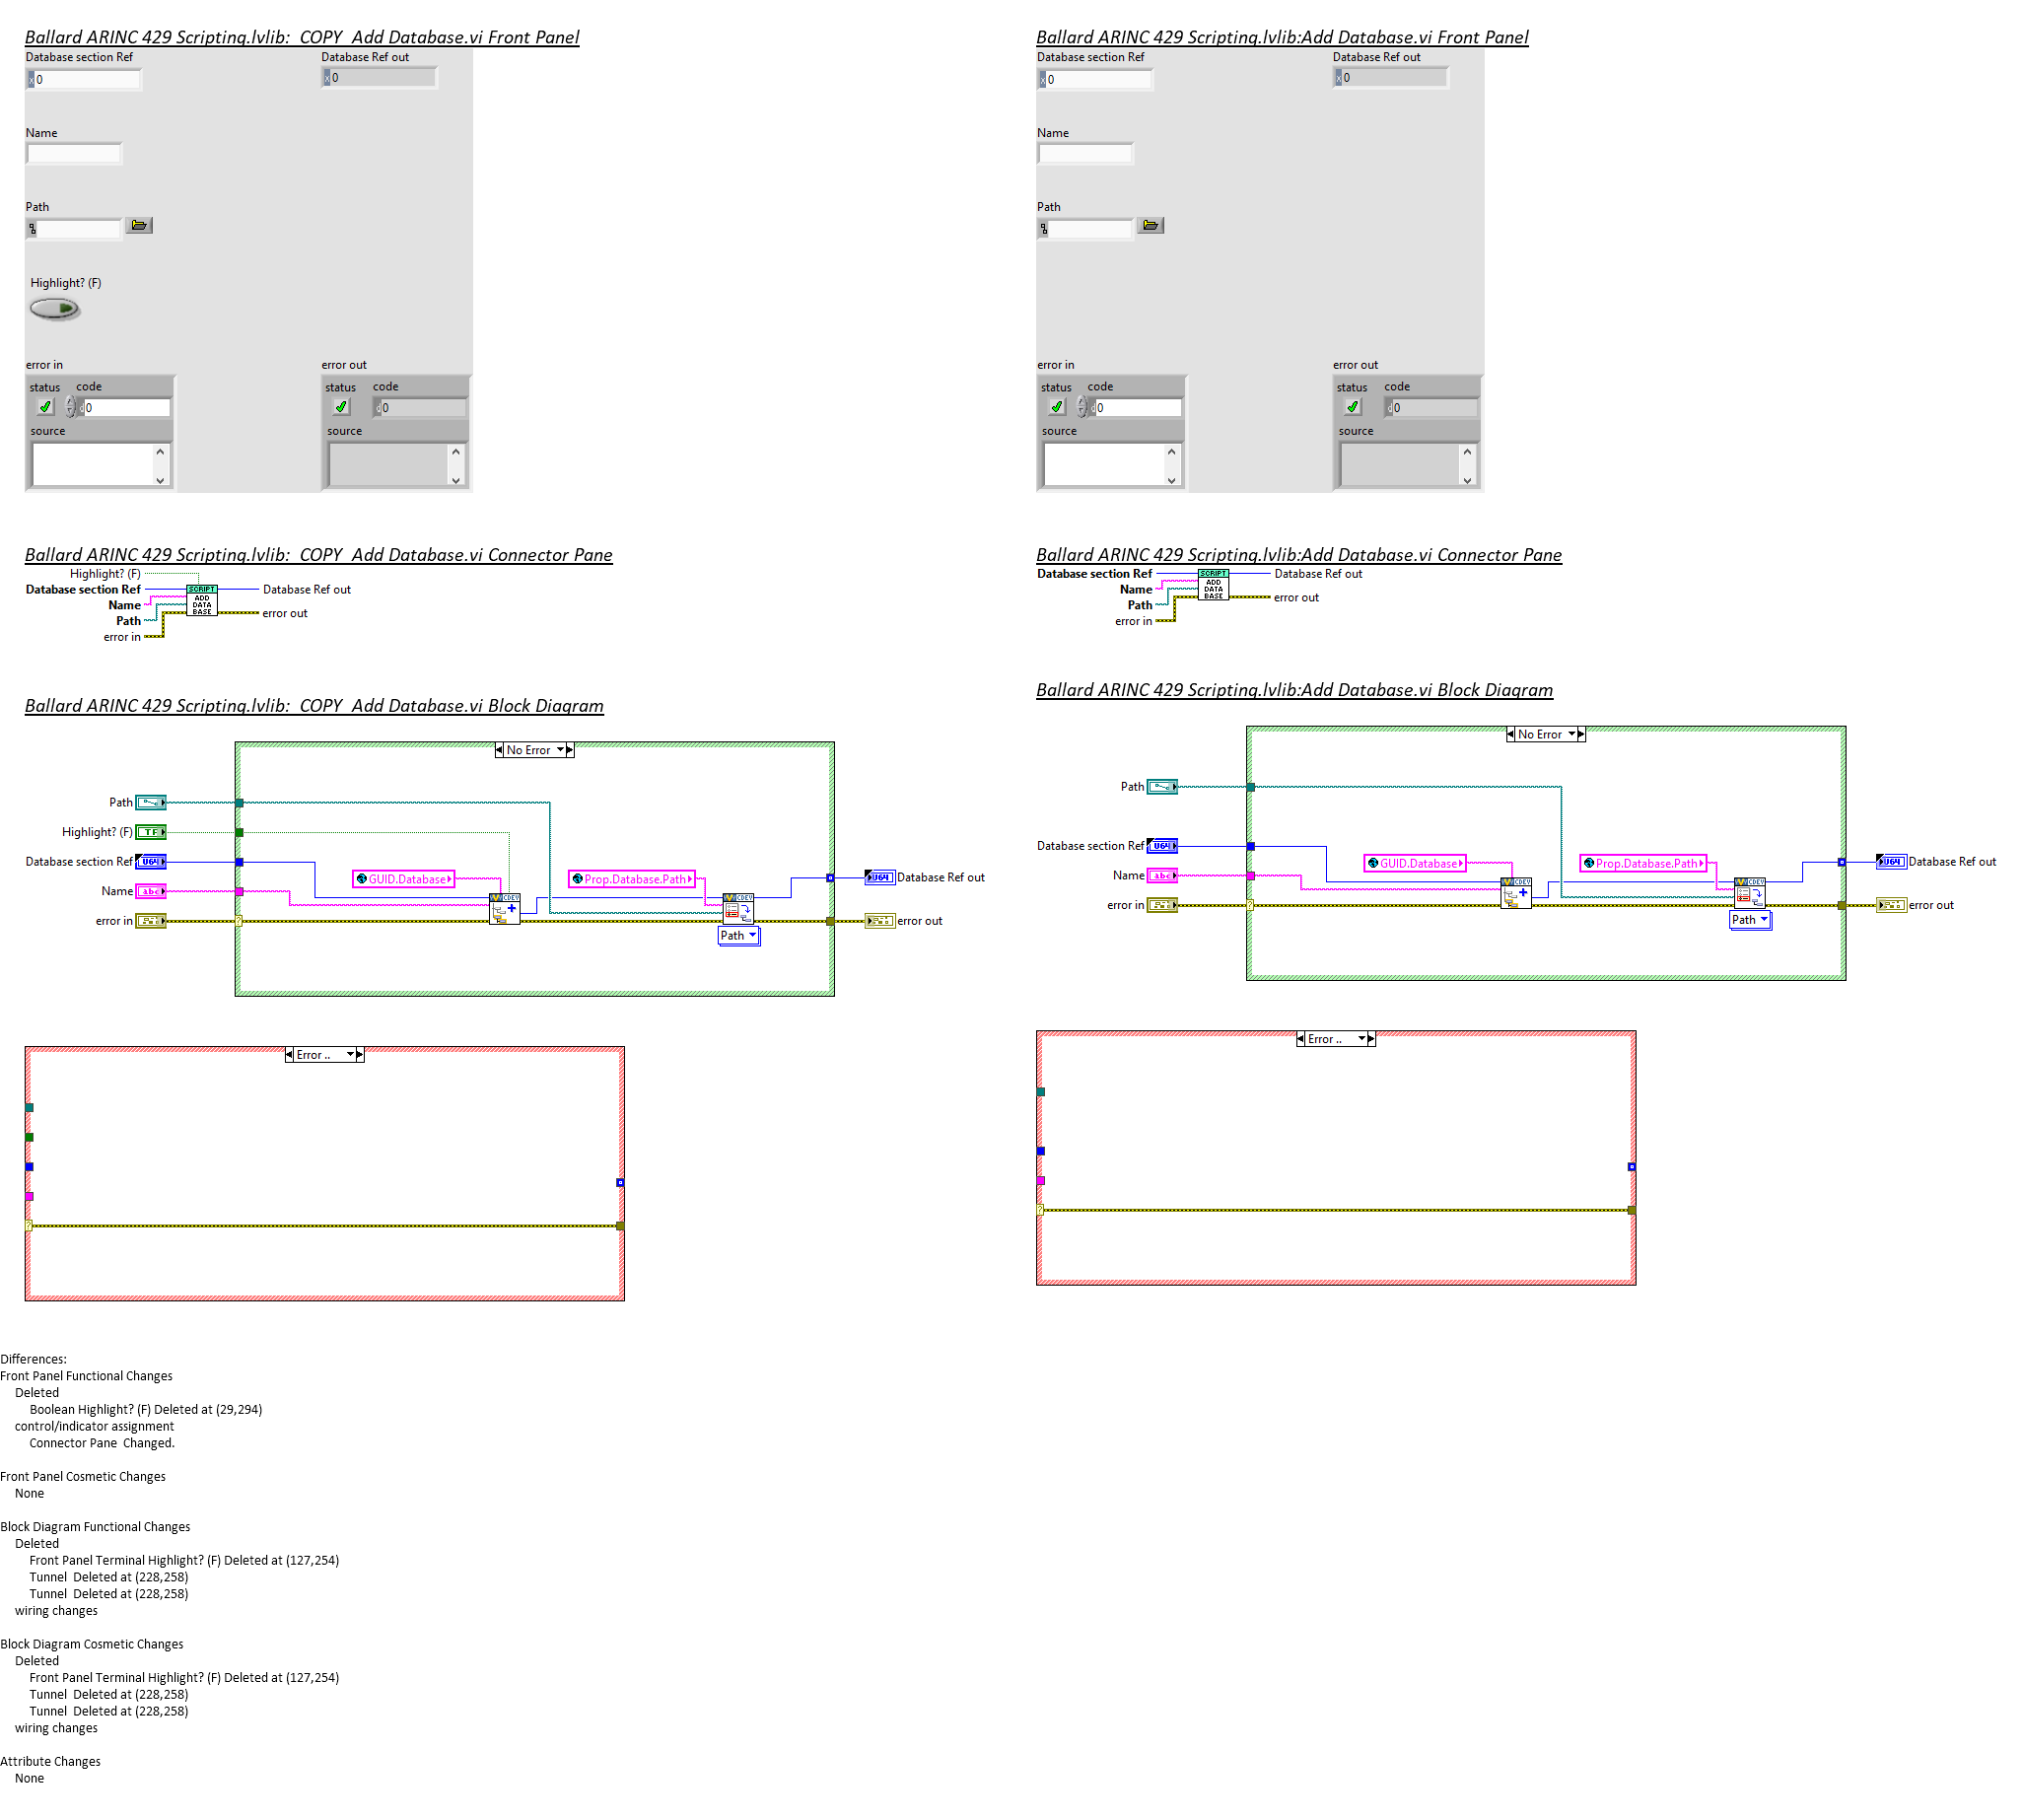 Ballard ARINC 429 Scripting.lvlib:_COPY_Add Database.vi Front Panel
Database section Ref
Database Ref out
x 0
x 0
Name
Path
Highlight? (F)
error in
error out
status code
status code
d 0
d 0
source
source
Ballard ARINC 429 Scripting.lvlib:Add Database.vi Front Panel
Database section Ref
Database Ref out
x 0
x 0
Name
Path
error in
error out
status code
status code
d 0
d 0
source
source
Ballard ARINC 429 Scripting.lvlib:_COPY_Add Database.vi Connector Pane
Highlight? (F)
Database section Ref
Name
Path
error in
SCRIPT
ADD
DATA
BASE
Database Ref out
error out
Ballard ARINC 429 Scripting.lvlib:Add Database.vi Connector Pane
Database section Ref
Name
Path
error in
SCRIPT
ADD
DATA
BASE
Database Ref out
error out
Ballard ARINC 429 Scripting.lvlib:_COPY_Add Database.vi Block Diagram
No Error
Path
Highlight? (F)
TF
Database section Ref
U64
Name
abc
error in
GUID.Database
CDEV
Prop.Database.Path
CDEV
Path
U64
Database Ref out
error out
Error ..
Ballard ARINC 429 Scripting.lvlib:Add Database.vi Block Diagram
No Error
Path
Database section Ref
U64
Name
abc
error in
GUID.Database
CDEV
Prop.Database.Path
CDEV
Path
U64
Database Ref out
error out
Error ..
Differences:
Front Panel Functional Changes
Deleted
Boolean Highlight? (F) Deleted at (29,294)
control/indicator assignment
Connector Pane  Changed.
Front Panel Cosmetic Changes
None
Block Diagram Functional Changes
Deleted
Front Panel Terminal Highlight? (F) Deleted at (127,254)
Tunnel  Deleted at (228,258)
Tunnel  Deleted at (228,258)
wiring changes
Block Diagram Cosmetic Changes
Deleted
Front Panel Terminal Highlight? (F) Deleted at (127,254)
Tunnel  Deleted at (228,258)
Tunnel  Deleted at (228,258)
wiring changes
Attribute Changes
None